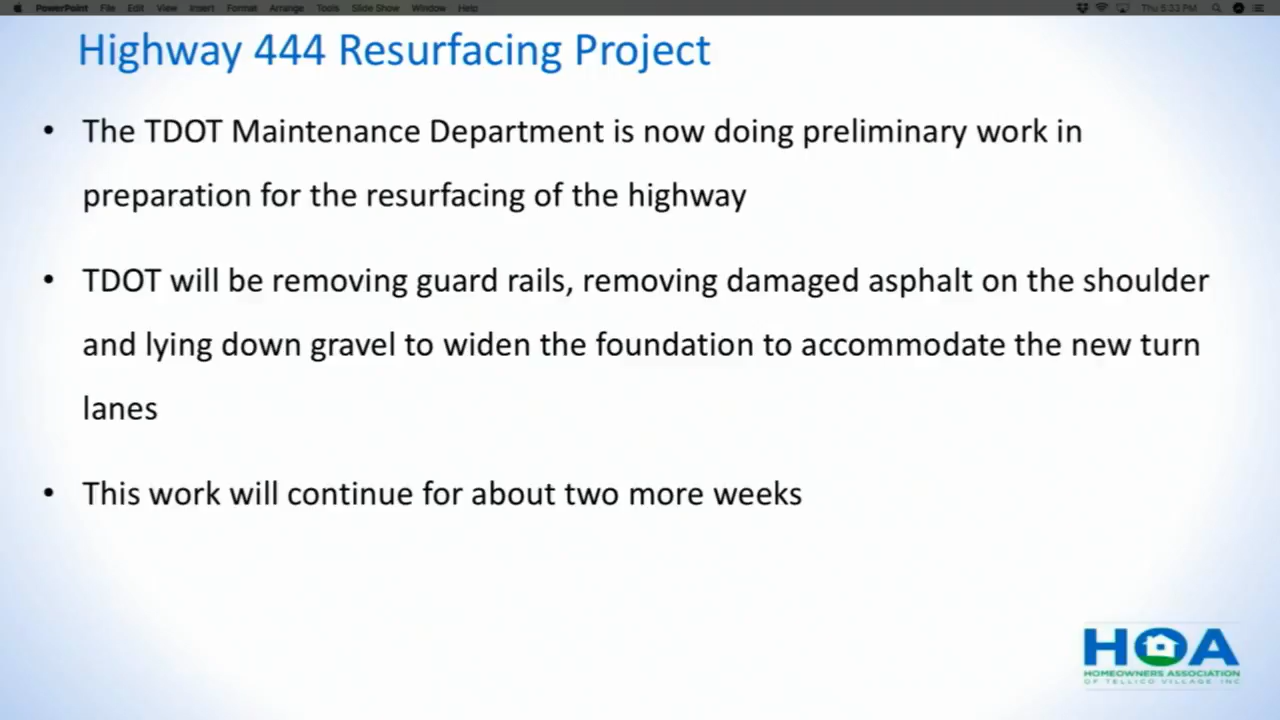 PowerPoint File Edit View Insert Format Arrange Tools Slide Show Window Help Thu 5:33 PM
Highway 444 Resurfacing Project
• The TDOT Maintenance Department is now doing preliminary work in
preparation for the resurfacing of the highway
• TDOT will be removing guard rails, removing damaged asphalt on the shoulder
and lying down gravel to widen the foundation to accommodate the new turn
lanes
• This work will continue for about two more weeks
HOA
HOMEOWNERS ASSOCIATION
OF TELLICO VILLAGE INC